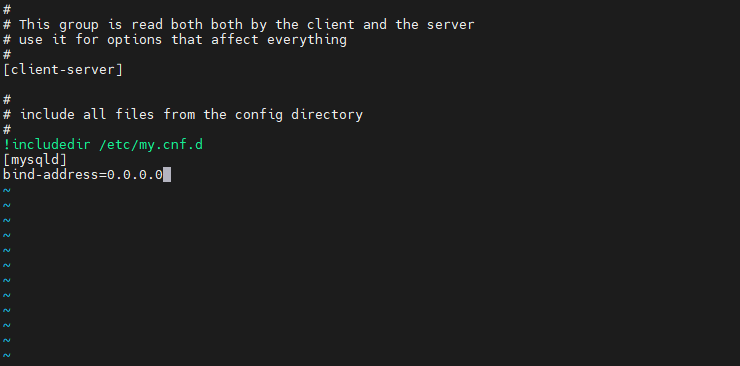 #
# This group is read both both by the client and the server
# use it for options that affect everything
#
[client-server]
#
# include all files from the config directory
#
!includedir /etc/my.cnf.d
[mysqld]
bind-address=0.0.0.0
~
~
~
~
~
~
~
~
~
~
~
~